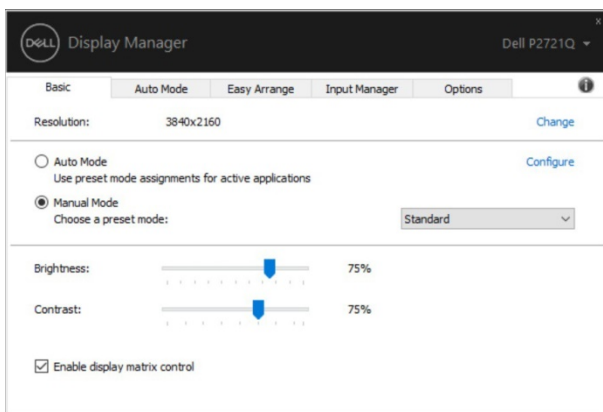 DELL Display Manager
Dell P2721Q
x
Basic
Auto Mode
Easy Arrange
Input Manager
Options
i
Resolution: 3840x2160 Change
Auto Mode Configure
Use preset mode assignments for active applications
Manual Mode
Choose a preset mode: Standard
Brightness: 75%
Contrast: 75%
Enable display matrix control